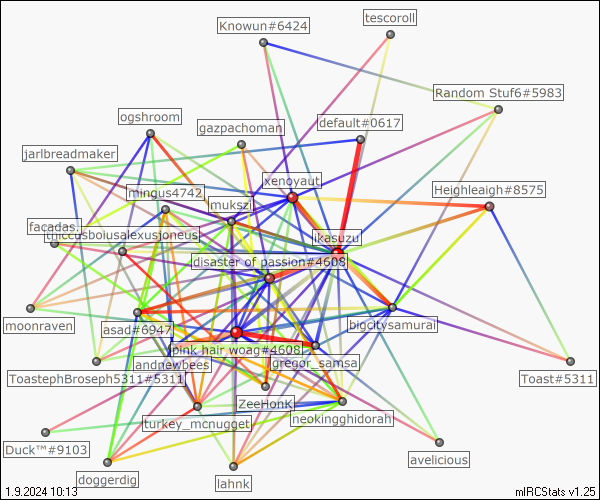 tescoroll
Knowun#6424
Random Stuf6#5983
ogshroom
default#0617
gazpachoman
jarlbreadmaker
xenoyaut
Heighleaigh#8575
mingus4742
mukszi
facadas.
thiccusboiusalexusjoneus
ikasuzu
disaster of passion#4608
moonraven
asad#6947
bigcitysamurai
pink hair woag#4608
andnewbees
gregor_samsa
ToastephBroseph5311#5311
Toast#5311
ZeeHonK
neokingghidorah
turkey_mcnugget
Duck™#9103
avelicious
doggerdig
lahnk
1.9.2024 10:13
mIRCStats v1.25